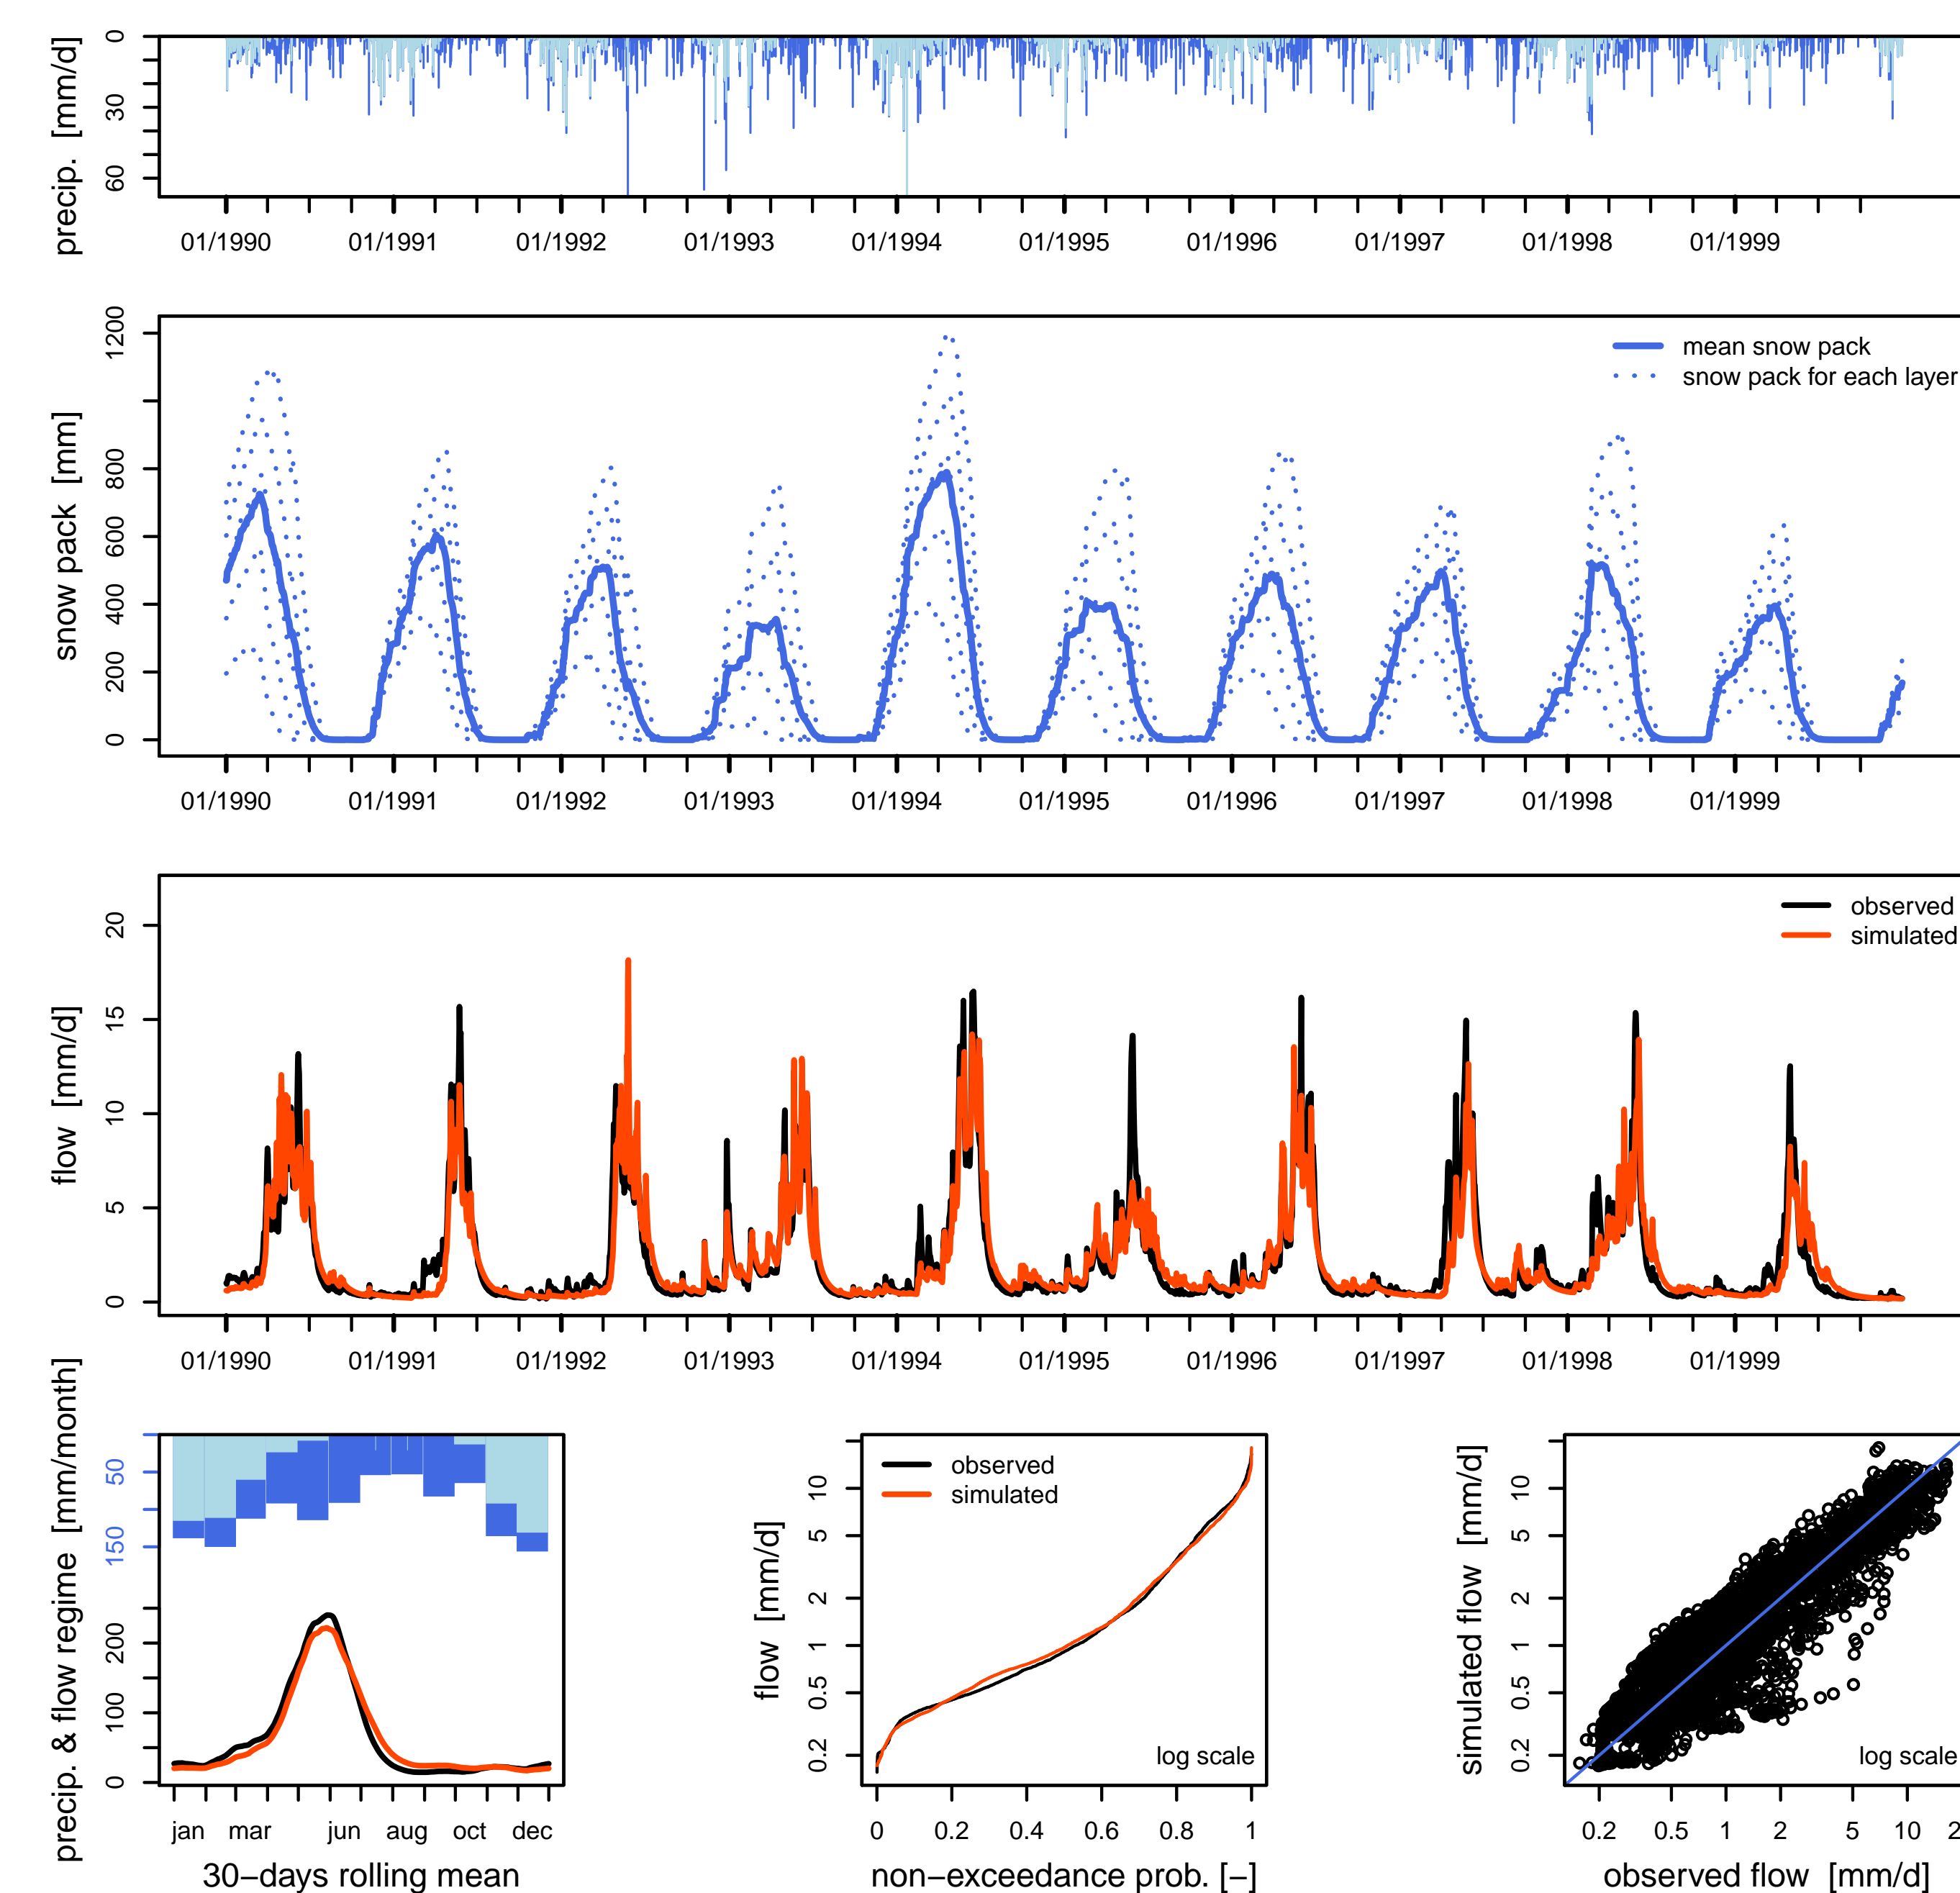 precip. [mm/d]
0
30
60
01/1990 01/1991 01/1992 01/1993 01/1994 01/1995 01/1996 01/1997 01/1998 01/1999
snow pack [mm]
0 200 400 600 800 1200
mean snow pack
snow pack for each layer
01/1990 01/1991 01/1992 01/1993 01/1994 01/1995 01/1996 01/1997 01/1998 01/1999
flow [mm/d]
0 5 10 15 20
observed
simulated
01/1990 01/1991 01/1992 01/1993 01/1994 01/1995 01/1996 01/1997 01/1998 01/1999
precip. & flow regime [mm/month]
50
150
0 100 200
jan mar jun aug oct dec
30−days rolling mean
flow [mm/d]
0.2 0.5 1 2 5 10
observed
simulated
log scale
0 0.2 0.4 0.6 0.8 1
non−exceedance prob. [−]
simulated flow [mm/d]
0.2 0.5 1 2 5 10
log scale
0.2 0.5 1 2 5 10 2
observed flow [mm/d]